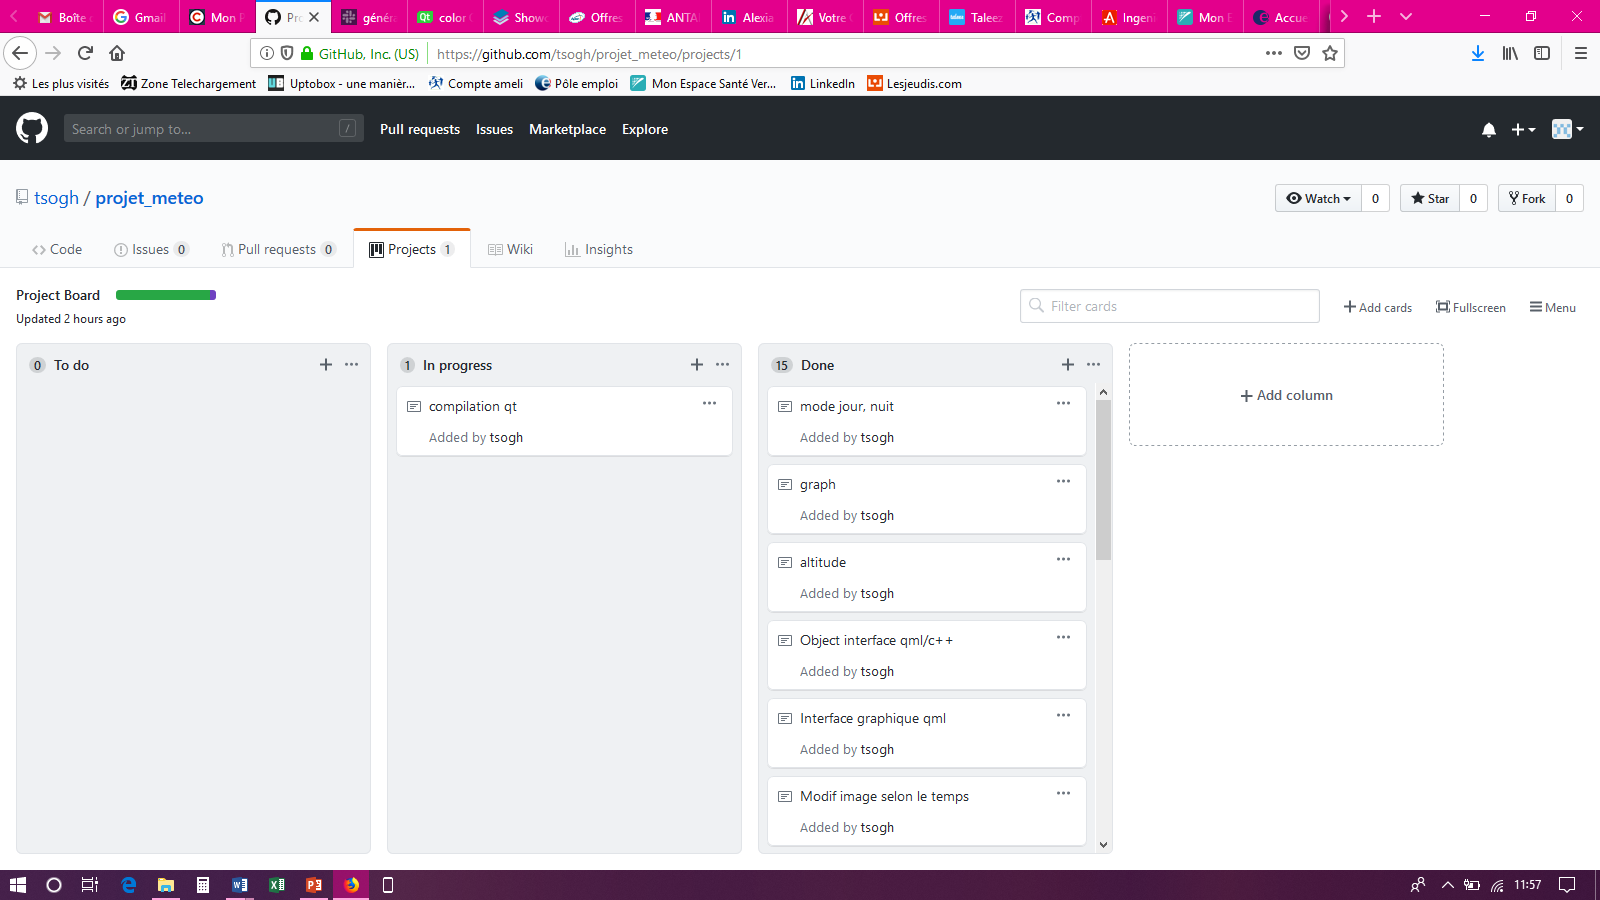 Boîte
Gmail
Mon P
Pro
génér
color
Show
Offres
ANTA
Alexia
Votre
Offres
Taleez
Comp
Ingeni
Mon E
Accue
GitHub, Inc. (US)
https://github.com/tsogh/projet_meteo/projects/1
Les plus visités
Zone Telechargement
Uptobox - une manièr...
Compte ameli
Pôle emploi
Mon Espace Santé Ver...
LinkedIn
Lesjeudis.com
Search or jump to...
/
Pull requests
Issues
Marketplace
Explore
tsogh / projet_meteo
Watch 0
Star 0
Fork 0
Code
Issues 0
Pull requests 0
Projects 1
Wiki
Insights
Project Board
Updated 2 hours ago
Filter cards
Add cards
Fullscreen
Menu
0 To do
1 In progress
compilation qt
Added by tsogh
15 Done
mode jour, nuit
Added by tsogh
graph
Added by tsogh
altitude
Added by tsogh
Object interface qml/c++
Added by tsogh
Interface graphique qml
Added by tsogh
Modif image selon le temps
Added by tsogh
Add column
11:57